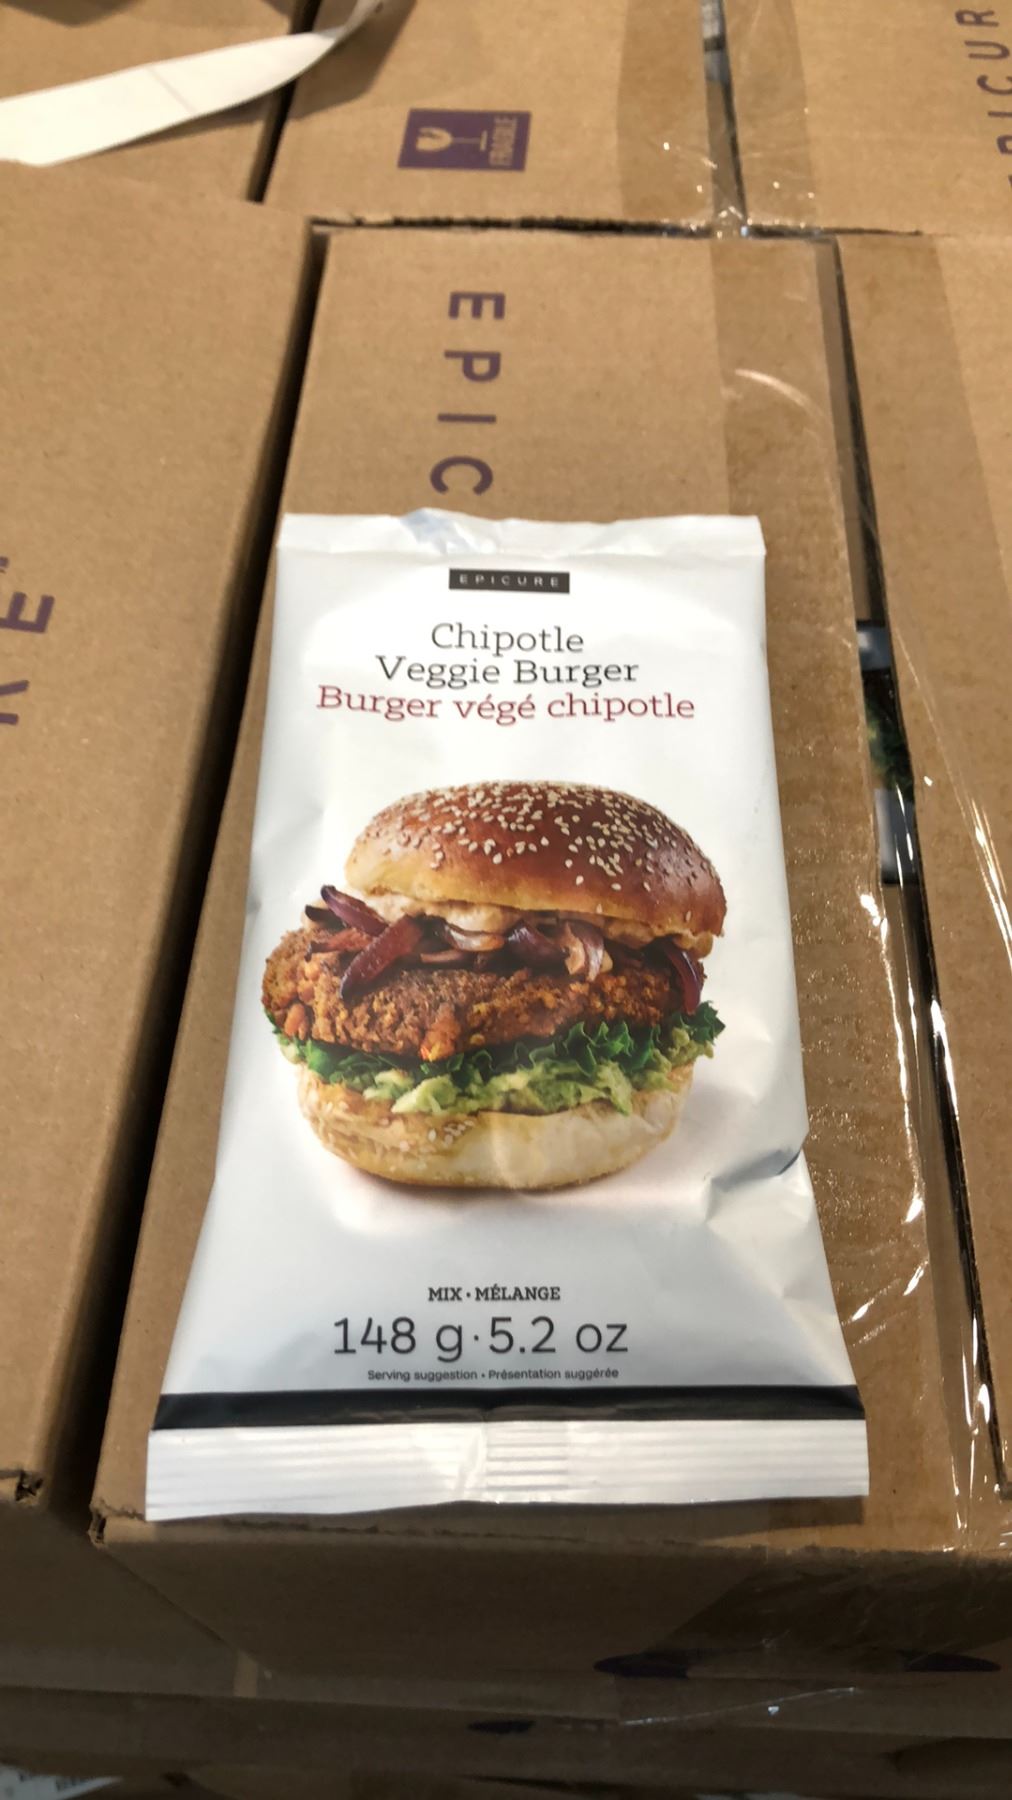 FRAGILE
EPIC
EPICURE
Chipotle
Veggie Burger
Burger végé chipotle
MIX • MÉLANGE
148 g • 5.2 oz
Serving suggestion • Présentation suggérée